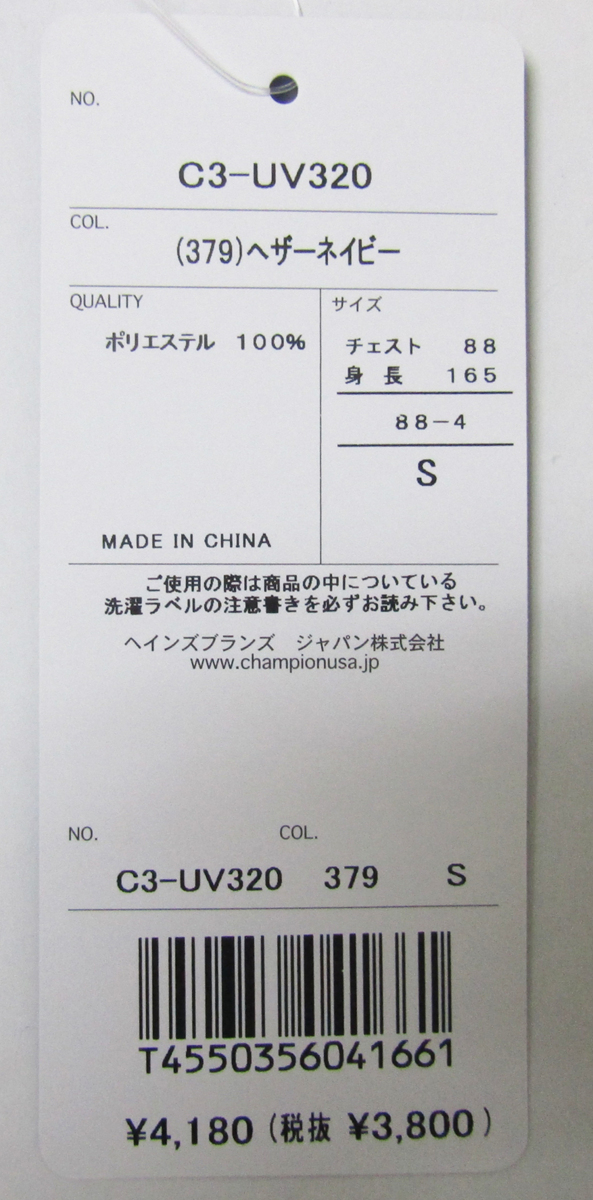 NO.
C3-UV320
COL.
(379)ヘザーネイビー
QUALITY
ポリエステル 100%
MADE IN CHINA
サイズ
チェスト 88
身長 165
88-4
S
ご使用の際は商品の中についている
洗濯ラベルの注意書きを必ずお読み下さい。
ヘインズブランズ ジャパン株式会社
www.championusa.jp
NO. COL.
C3-UV320 379 S
T4550356041661
¥4,180(税抜 ¥3,800)